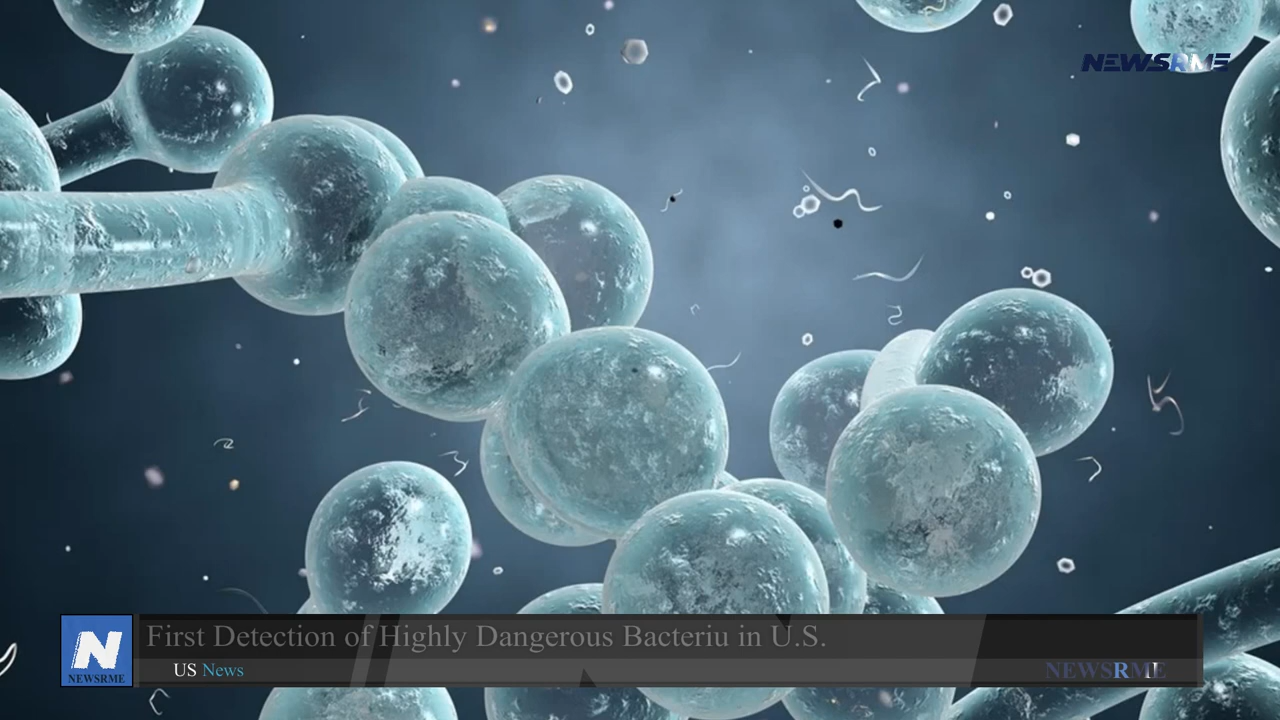 NEWSRME
First Detection of Highly Dangerous Bacteriu in U.S.
NEWSRME
US News
NEWSRME